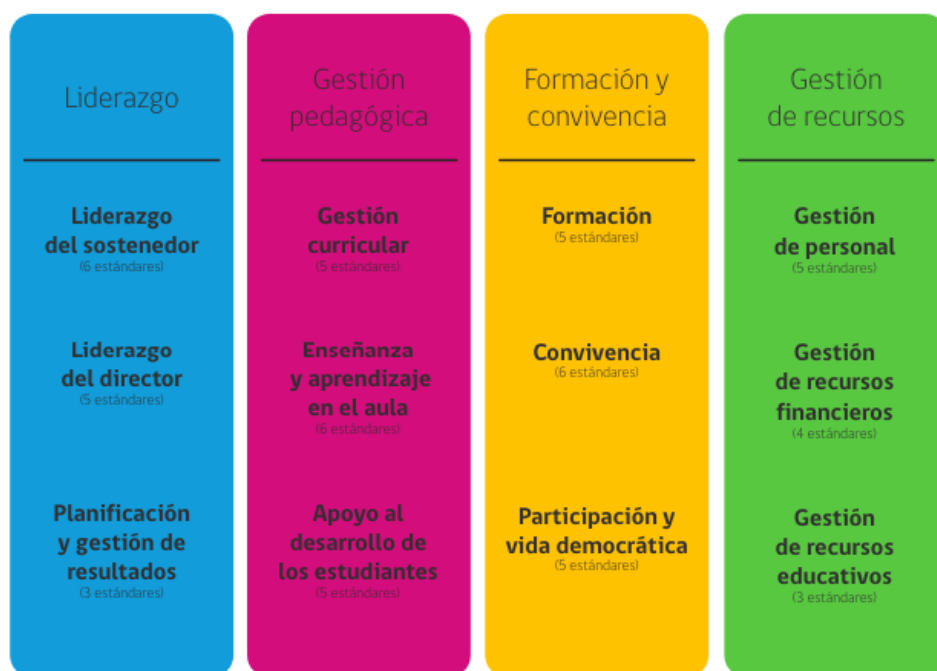 Liderazgo
Liderazgo
del sostenedor
(6 estándares)
Liderazgo
del director
(5 estándares)
Planificación
y gestión de
resultados
(3 estándares)
Gestión
pedagógica
Gestión
curricular
(5 estándares)
Enseñanza
y aprendizaje
en el aula
(6 estándares)
Apoyo al
desarrollo de
los estudiantes
(5 estándares)
Formación y
convivencia
Formación
(5 estándares)
Convivencia
(6 estándares)
Participación y
vida democrática
(5 estándares)
Gestión
de recursos
Gestión
de personal
(5 estándares)
Gestión
de recursos
financieros
(4 estándares)
Gestión
de recursos
educativos
(3 estándares)